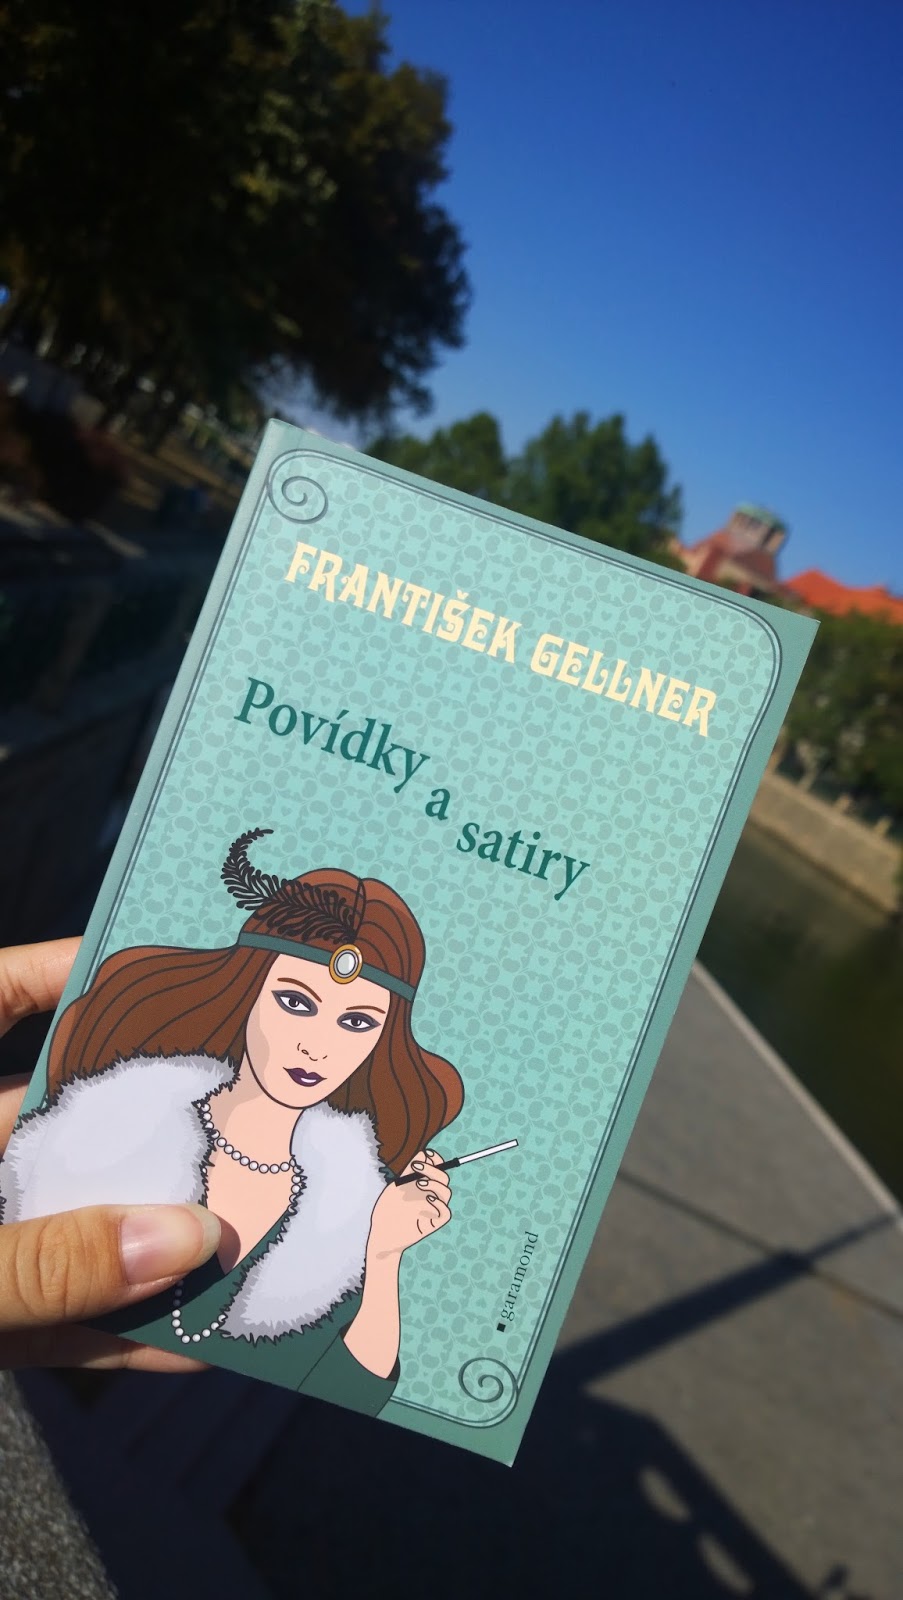 FRANTIŠEK GELLNER
Povídky a satiry
garamond